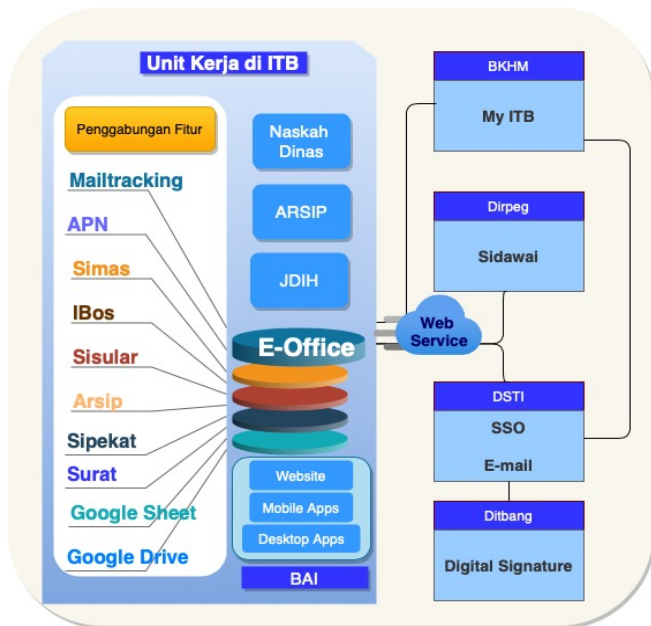 Unit Kerja di ITB
Penggabungan Fitur
Mailtracking
APN
Simas
IBos
Sisular
Arsip
Sipekat
Surat
Google Sheet
Google Drive
Naskah
Dinas
ARSIP
JDIH
E-Office
Website
Mobile Apps
Desktop Apps
BAI
Web
Service
BKHM
My ITB
Dirpeg
Sidawai
DSTI
SSO
E-mail
Ditbang
Digital Signature